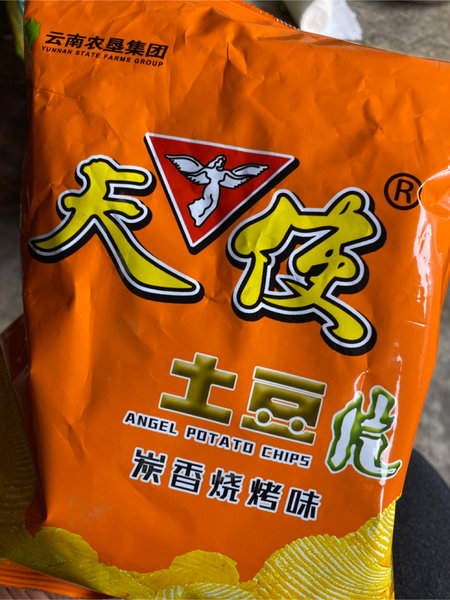 云南农垦集团
YUNNAN STATE FARMS GROUP
天使®
土豆片
ANGEL POTATO CHIPS
炭香烧烤味